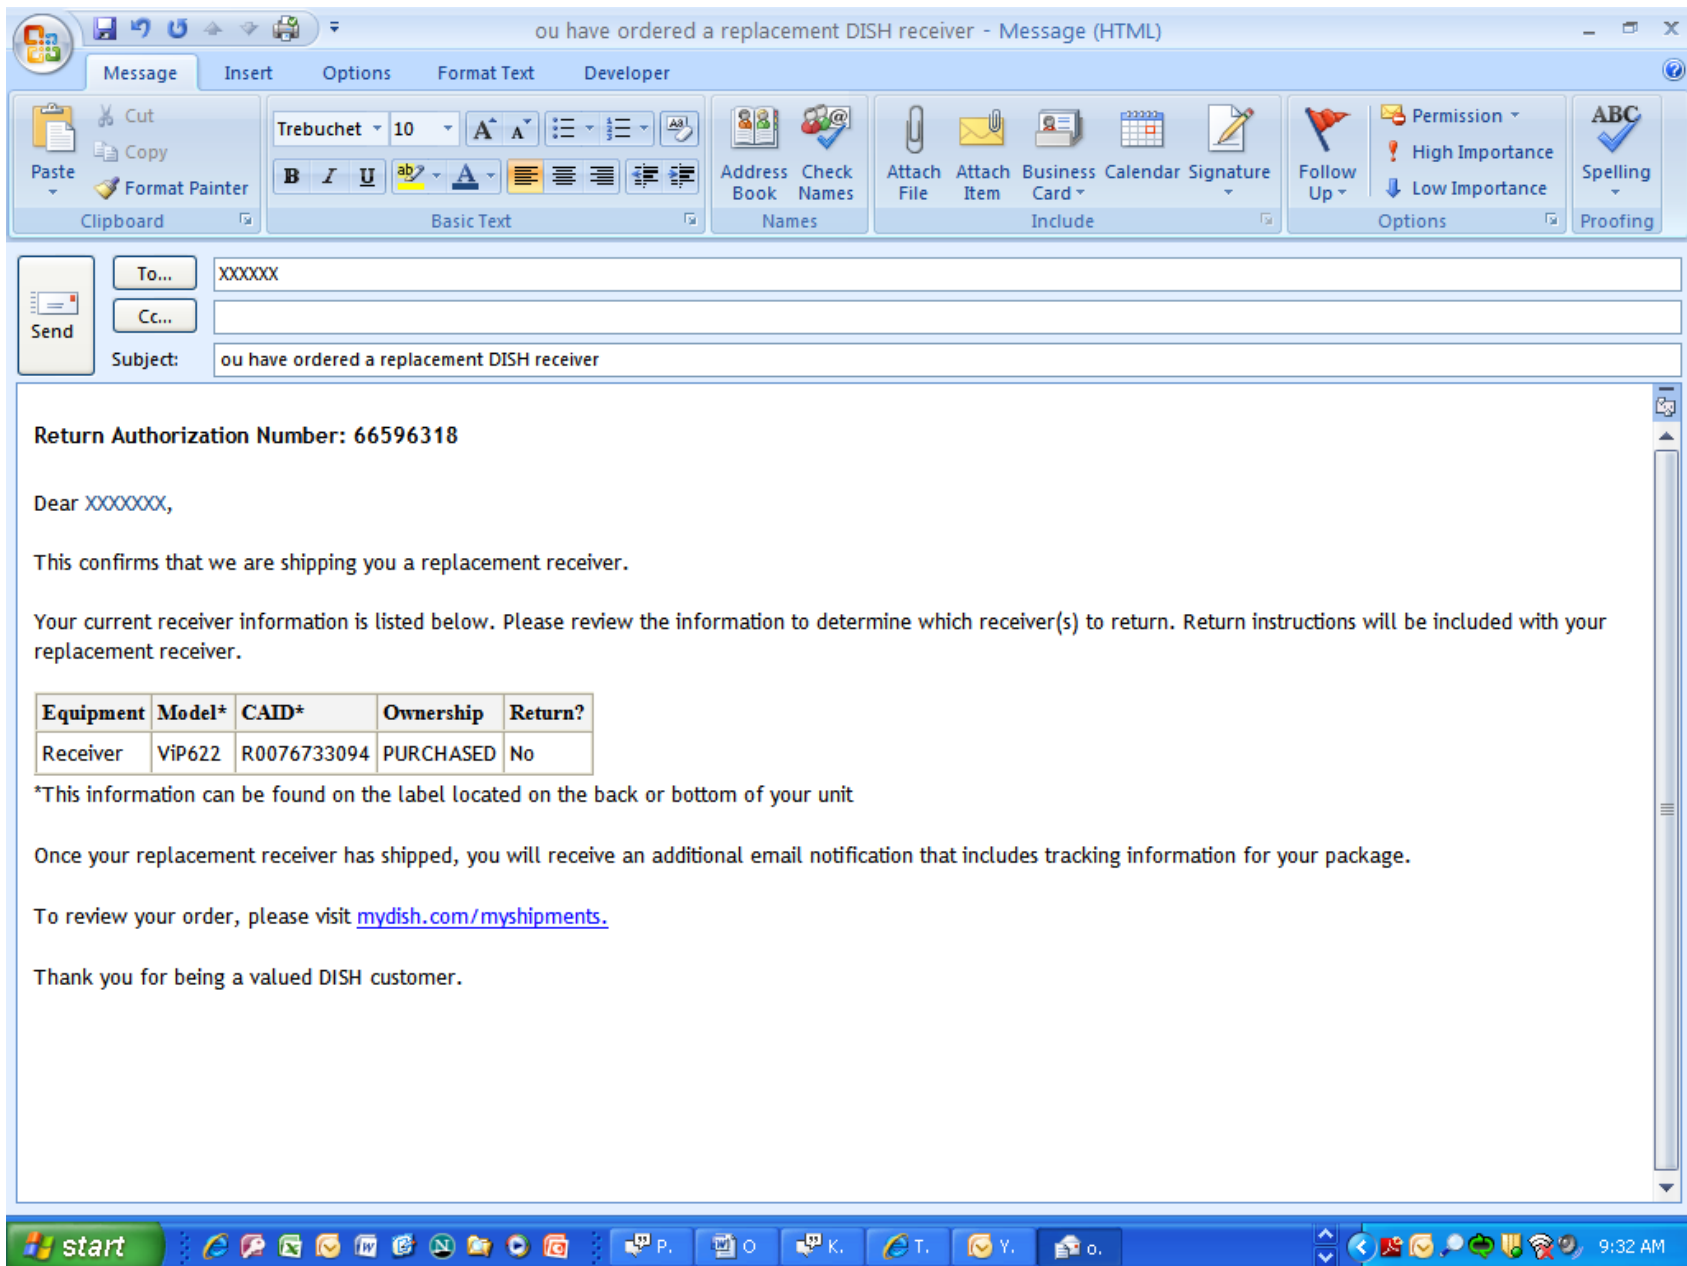 ou have ordered a replacement DISH receiver - Message (HTML)
Message Insert Options Format Text Developer
Paste
Cut
Copy
Format Painter
Clipboard
Trebuchet 10
B I U
Basic Text
Address Book
Check Names
Names
Attach File
Attach Item
Business Card
Calendar
Signature
Include
Follow Up
Permission
High Importance
Low Importance
Options
ABC
Spelling
Proofing
Send
To... XXXXXX
Cc...
Subject: ou have ordered a replacement DISH receiver
Return Authorization Number: 66596318
Dear XXXXXXX,
This confirms that we are shipping you a replacement receiver.
Your current receiver information is listed below. Please review the information to determine which receiver(s) to return. Return instructions will be included with your
replacement receiver.
Equipment Model* CAID* Ownership Return?
Receiver ViP622 R0076733094 PURCHASED No
*This information can be found on the label located on the back or bottom of your unit
Once your replacement receiver has shipped, you will receive an additional email notification that includes tracking information for your package.
To review your order, please visit mydish.com/myshipments.
Thank you for being a valued DISH customer.
start P. O K. T. Y. o. 9:32 AM